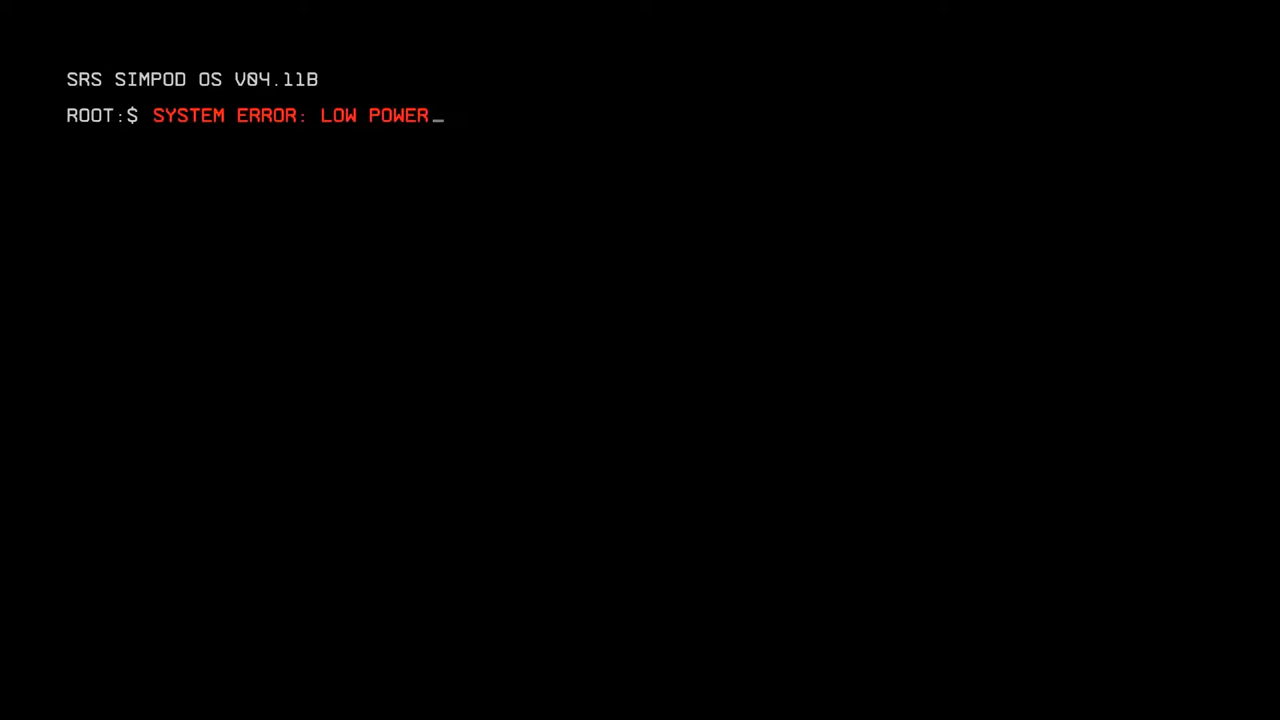 SRS SIMPOD OS V04.11B
ROOT:$ SYSTEM ERROR: LOW POWER_